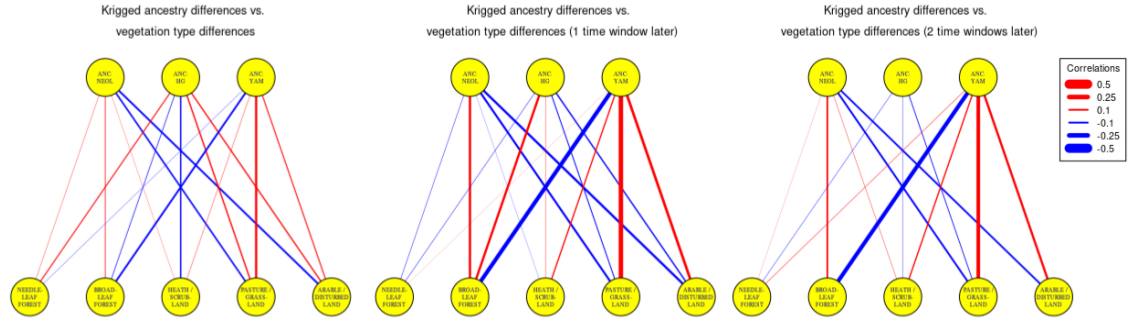 Krigged ancestry differences vs.
vegetation type differences
Krigged ancestry differences vs.
vegetation type differences (1 time window later)
Krigged ancestry differences vs.
vegetation type differences (2 time windows later)
ANC
NEOL
ANC
HG
ANC
YAM
ANC
NEOL
ANC
HG
ANC
YAM
ANC
NEOL
ANC
HG
ANC
YAM
Correlations
0.5
0.25
0.1
-0.1
-0.25
-0.5
NEEDLE-
LEAF
FOREST
BROAD-
LEAF
FOREST
HEATH /
SCRUB-
LAND
PASTURE /
GRASS-
LAND
ARABLE /
DISTURBED
LAND
NEEDLE-
LEAF
FOREST
BROAD-
LEAF
FOREST
HEATH /
SCRUB-
LAND
PASTURE /
GRASS-
LAND
ARABLE /
DISTURBED
LAND
NEEDLE-
LEAF
FOREST
BROAD-
LEAF
FOREST
HEATH /
SCRUB-
LAND
PASTURE /
GRASS-
LAND
ARABLE /
DISTURBED
LAND